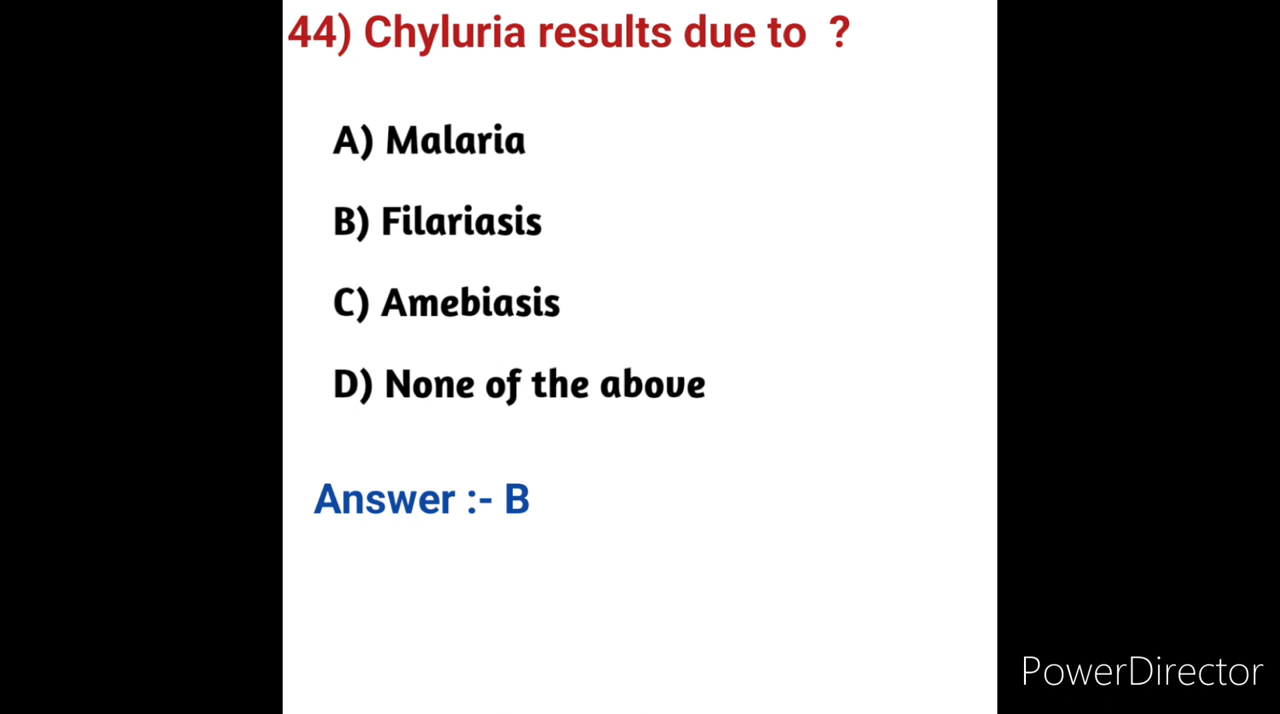 44) Chyluria results due to ?
A) Malaria
B) Filariasis
C) Amebiasis
D) None of the above
Answer :- B
PowerDirector